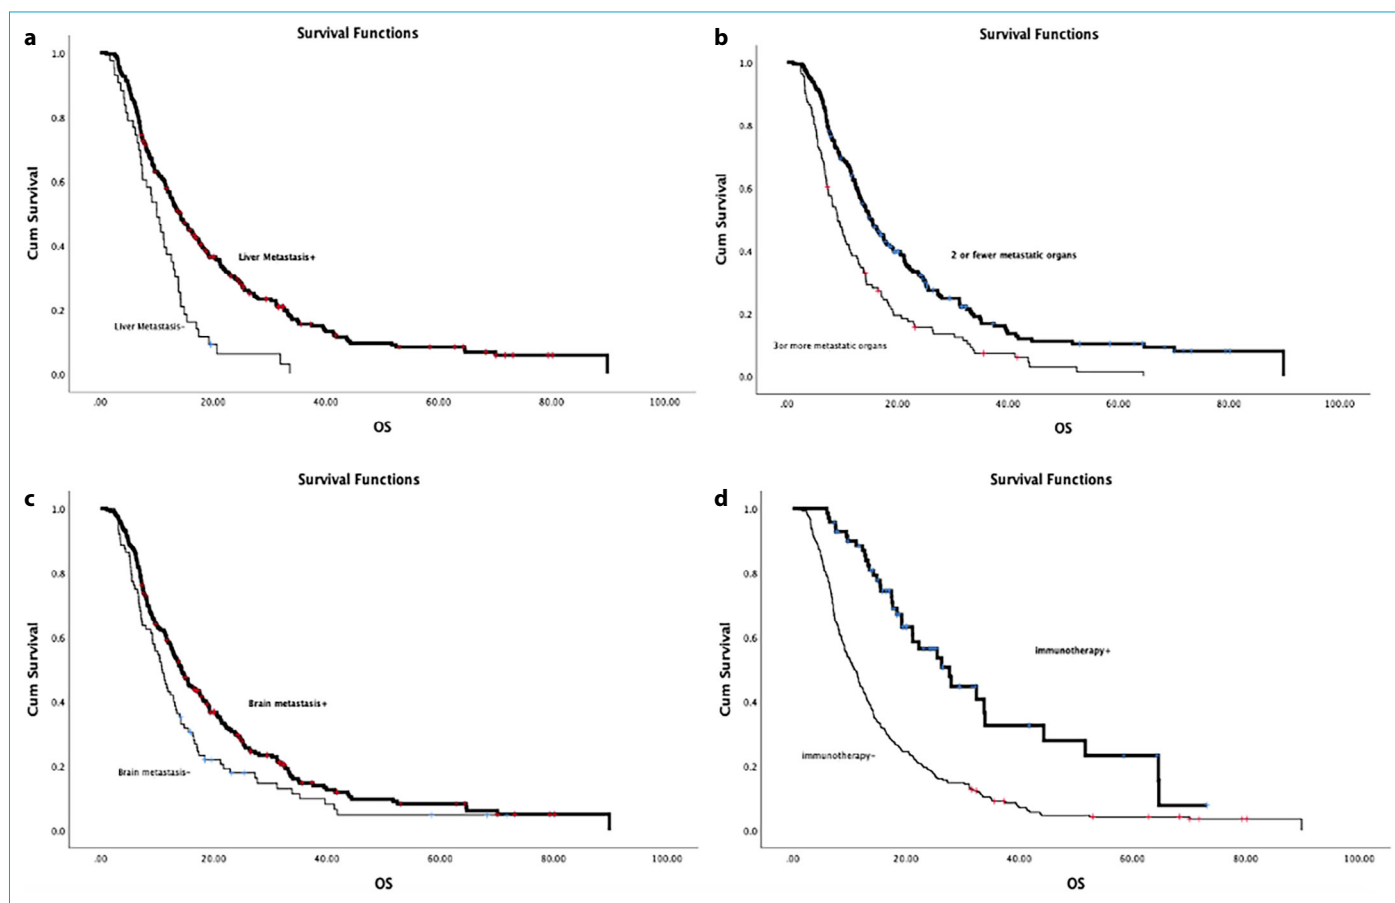 a
Survival Functions
1.0
0.8
0.6
0.4
0.2
0.0
Cum Survival
Liver Metastasis+
Liver Metastasis-
.00 20.00 40.00 60.00 80.00 100.00
OS
b
Survival Functions
1.0
0.8
0.6
0.4
0.2
0.0
Cum Survival
2 or fewer metastatic organs
3or more metastatic organs
.00 20.00 40.00 60.00 80.00 100.00
OS
c
Survival Functions
1.0
0.8
0.6
0.4
0.2
0.0
Cum Survival
Brain metastasis+
Brain metastasis-
.00 20.00 40.00 60.00 80.00 100.00
OS
d
Survival Functions
1.0
0.8
0.6
0.4
0.2
0.0
Cum Survival
immunotherapy+
immunotherapy-
.00 20.00 40.00 60.00 80.00 100.00
OS